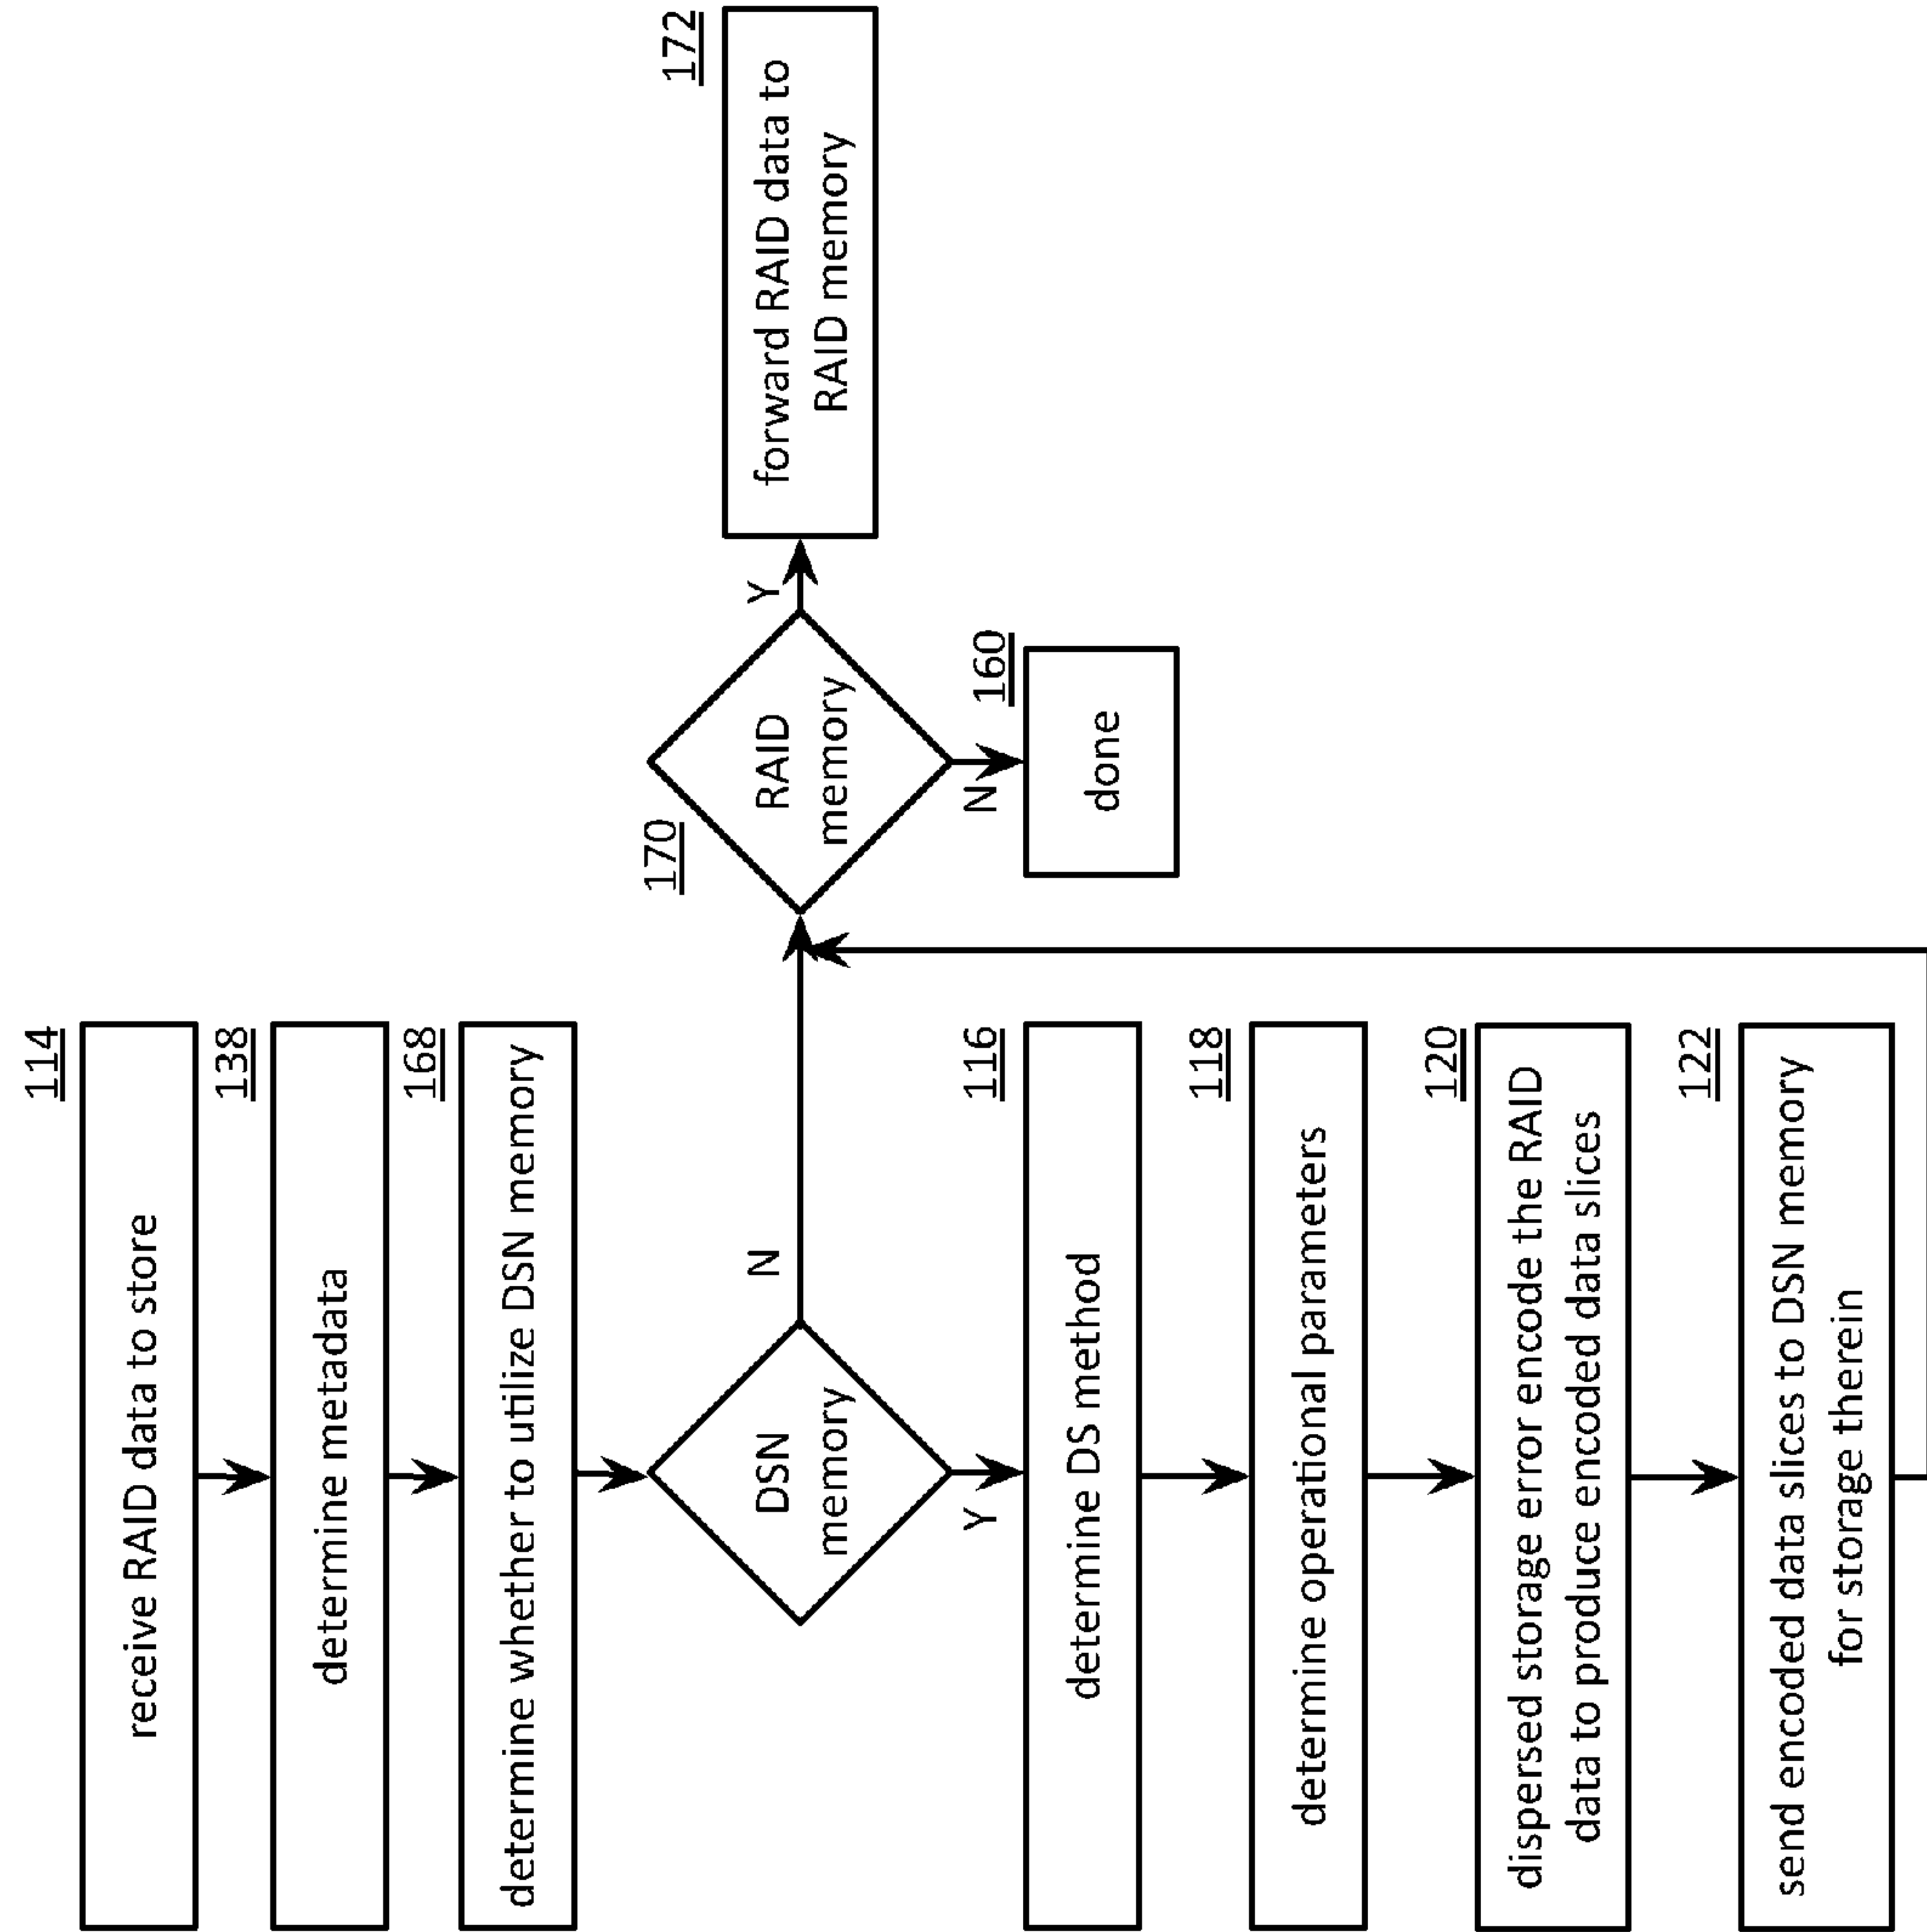 114
receive RAID data to store
138
determine metadata
168
determine whether to utilize DSN memory
DSN
memory
N
Y
116
determine DS method
118
determine operational parameters
120
dispersed storage error encode the RAID
data to produce encoded data slices
122
send encoded data slices to DSN memory
for storage therein
170
RAID
memory
Y
N
160
done
172
forward RAID data to
RAID memory